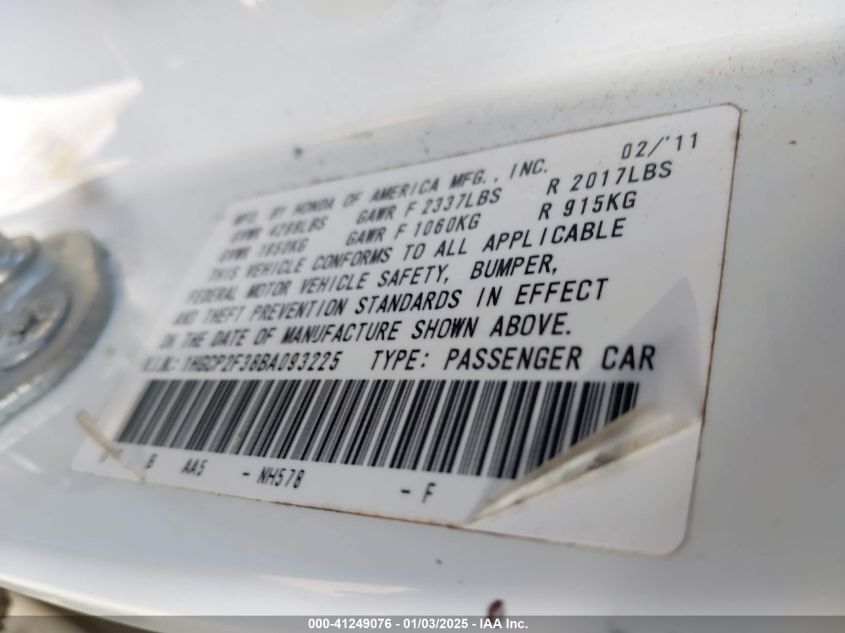 MFD. BY HONDA OF AMERICA MFG., INC. 02/'11
GVWR 4266LBS GAWR F 2337LBS R 2017LBS
GVWR 1950KG GAWR F 1060KG R 915KG
THIS VEHICLE CONFORMS TO ALL APPLICABLE
FEDERAL MOTOR VEHICLE SAFETY, BUMPER,
AND THEFT PREVENTION STANDARDS IN EFFECT
ON THE DATE OF MANUFACTURE SHOWN ABOVE.
V.I.N.: 1HGCP2F38BA093225 TYPE: PASSENGER CAR
B AA5 - NH578 - F
000-41249076 — 01/03/2025 — IAA Inc.